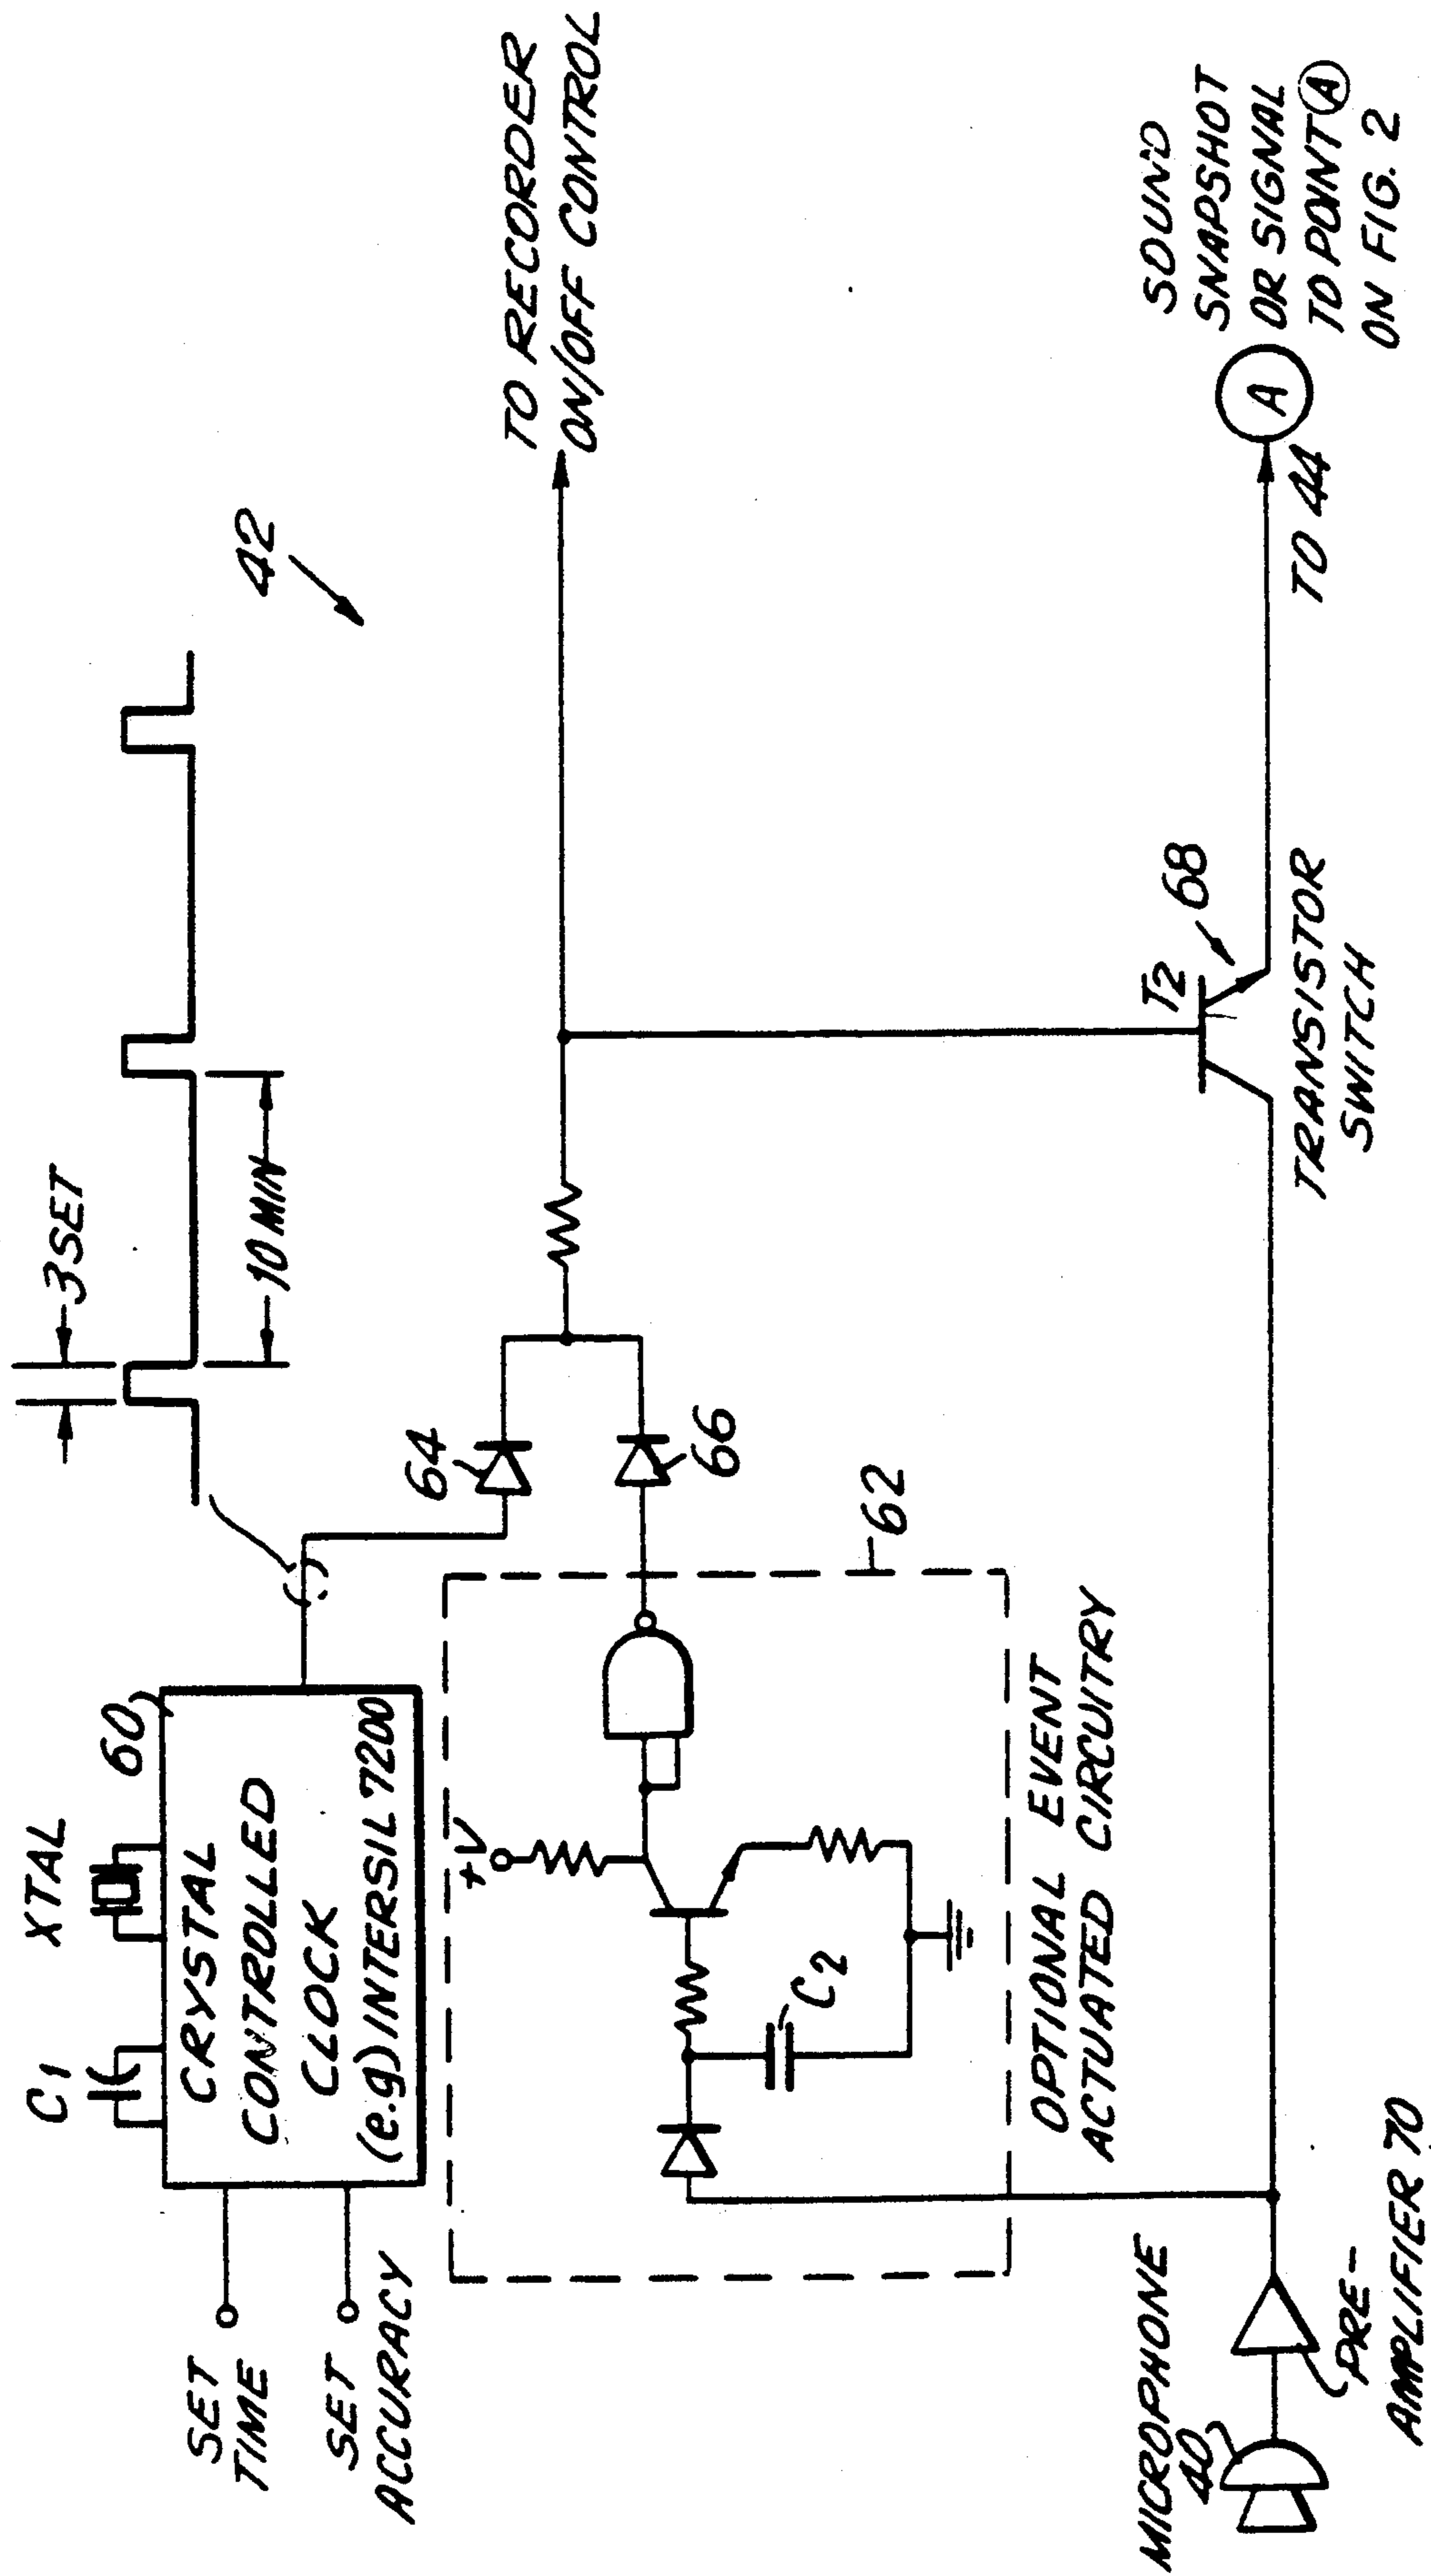 C1
XTAL
60
CRYSTAL
CONTROLLED
CLOCK
(e.g) INTERSIL 7200
SET
TIME
SET
ACCURACY
3 SET
10 MIN
42
64
66
62
+V
C2
OPTIONAL EVENT
ACTUATED CIRCUITRY
TO RECORDER
ON/OFF CONTROL
MICROPHONE
40
PRE-
AMPLIFIER 70
T2
68
TRANSISTOR
SWITCH
TO 44
A
SOUND
SNAPSHOT
OR SIGNAL
TO POINT A
ON FIG. 2